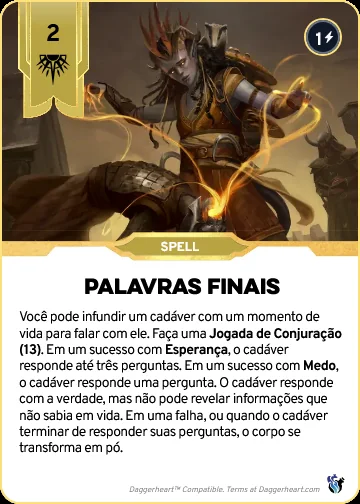 2
1
SPELL
PALAVRAS FINAIS
Você pode infundir um cadáver com um momento de
vida para falar com ele. Faça uma Jogada de Conjuração
(13). Em um sucesso com Esperança, o cadáver
responde até três perguntas. Em um sucesso com Medo,
o cadáver responde uma pergunta. O cadáver responde
com a verdade, mas não pode revelar informações que
não sabia em vida. Em uma falha, ou quando o cadáver
terminar de responder suas perguntas, o corpo se
transforma em pó.
Daggerheart™ Compatible. Terms at Daggerheart.com